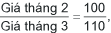 Giá tháng 2 / Giá tháng 3 = 100 / 110,